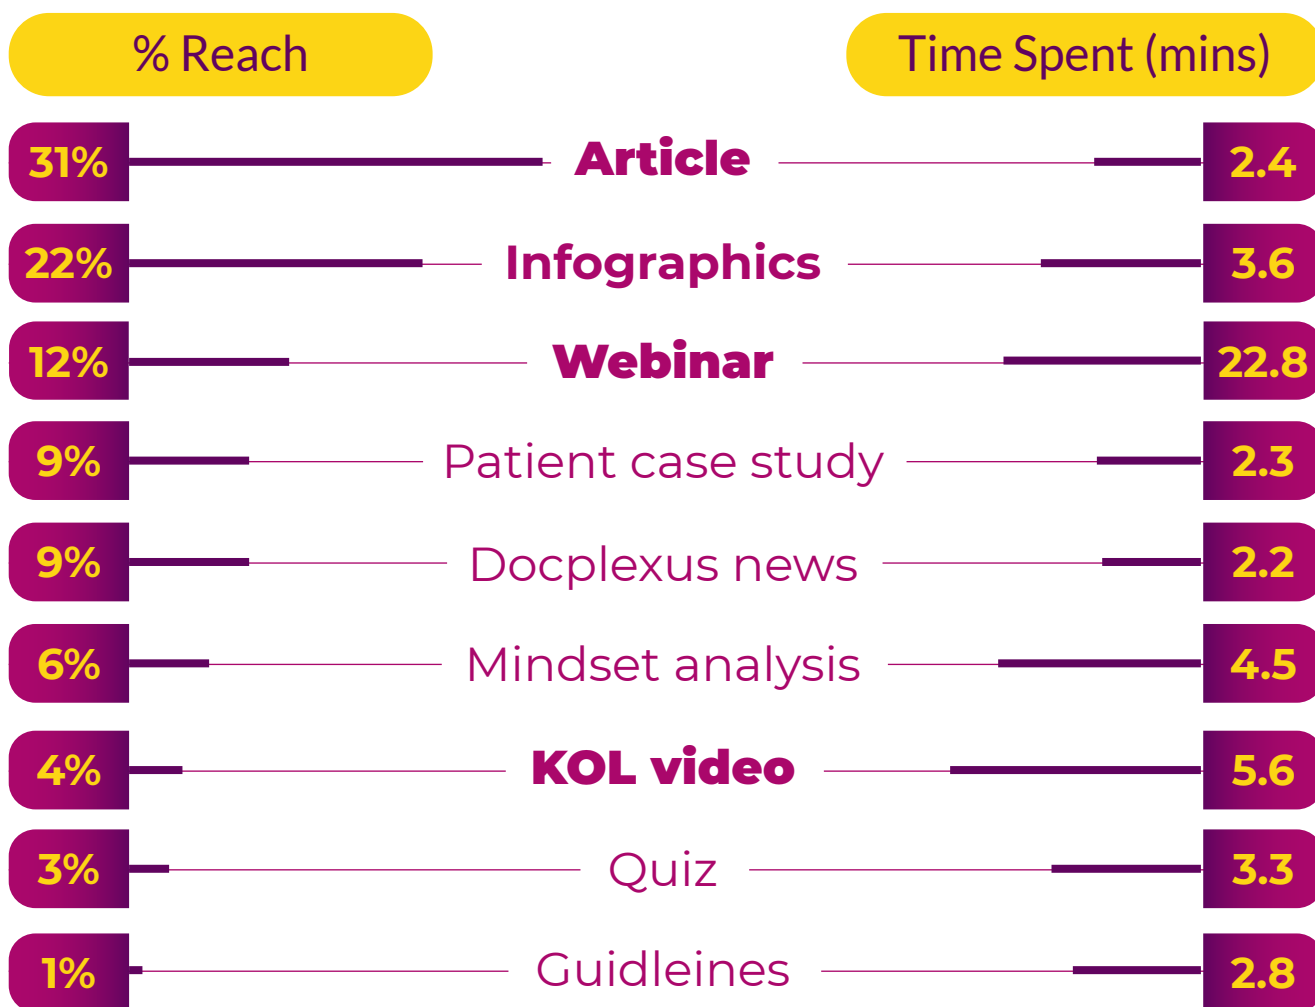 % Reach Time Spent (mins)
31% Article 2.4
22% Infographics 3.6
12% Webinar 22.8
9% Patient case study 2.3
9% Docplexus news 2.2
6% Mindset analysis 4.5
4% KOL video 5.6
3% Quiz 3.3
1% Guidleines 2.8